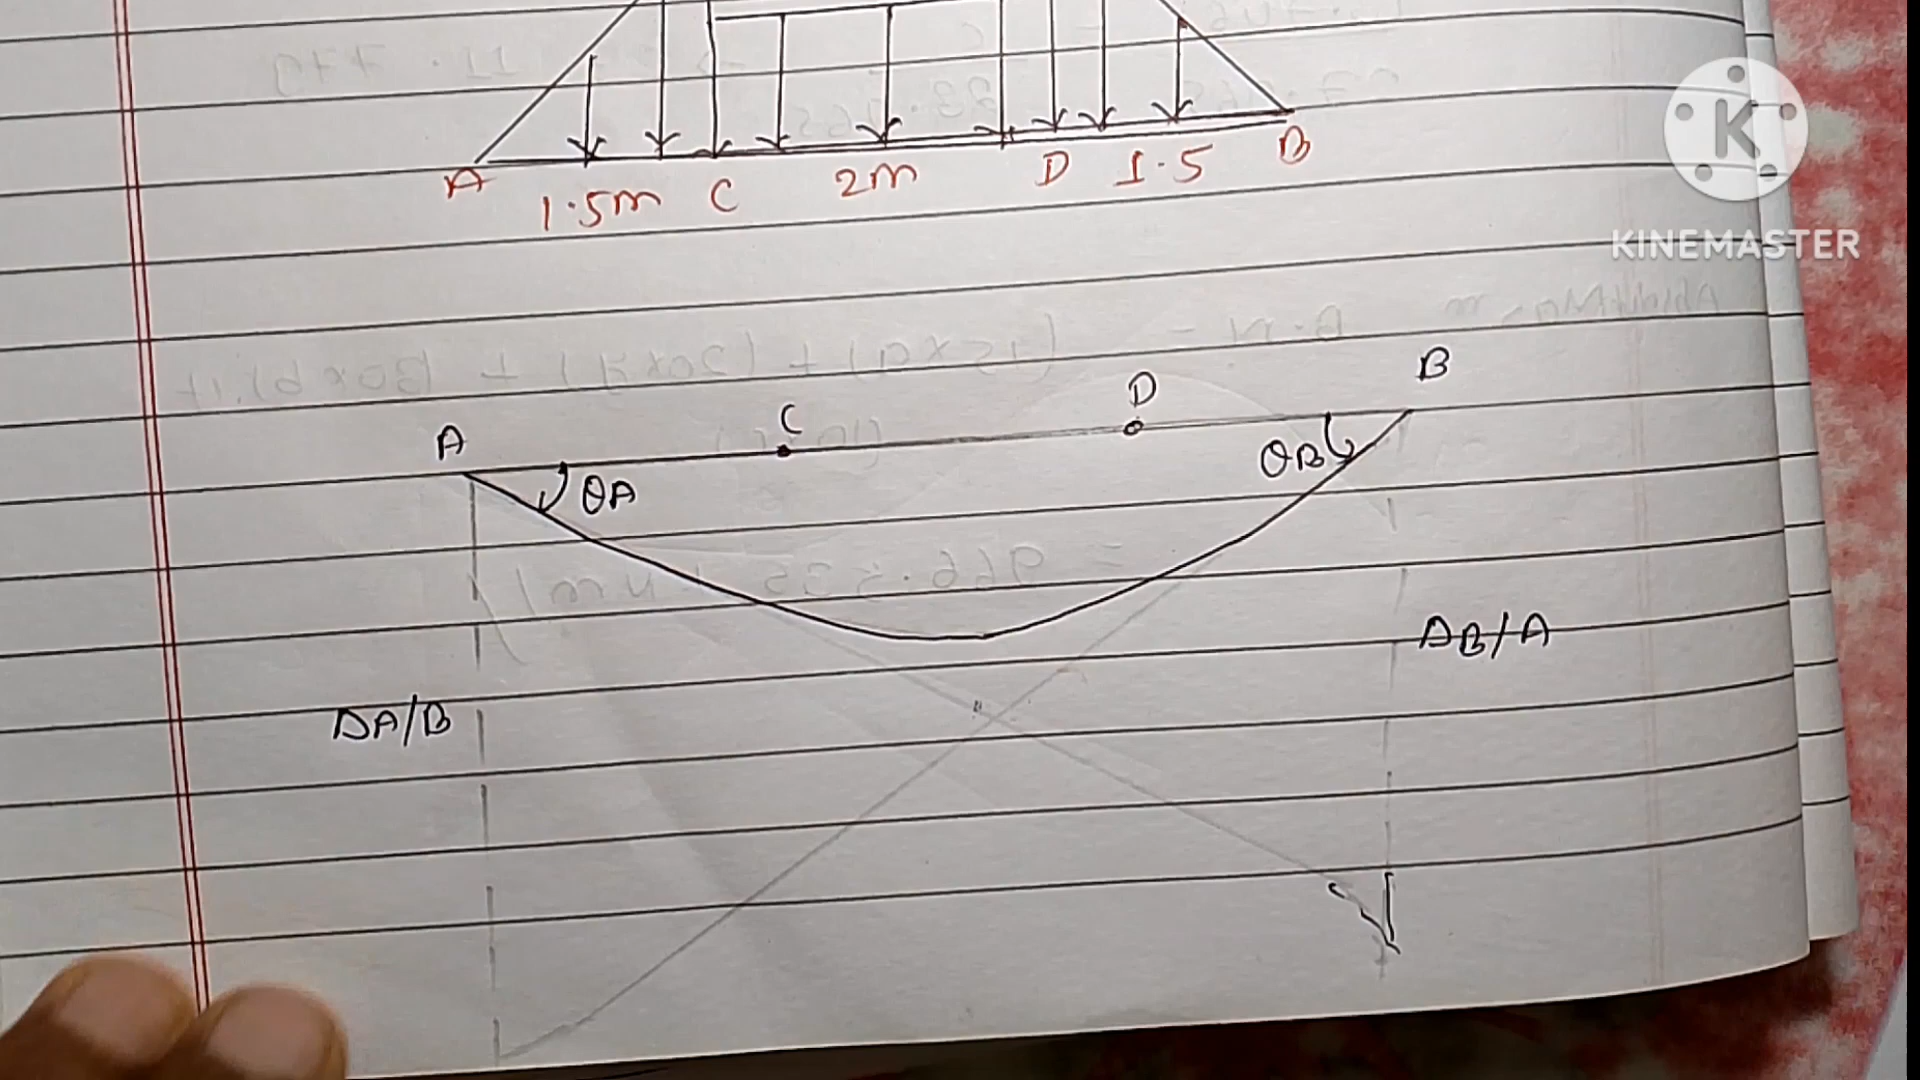 A 1.5m C 2m D 1.5 B
K
KINEMASTER
A C D B
θA θB
ΔA/B ΔB/A